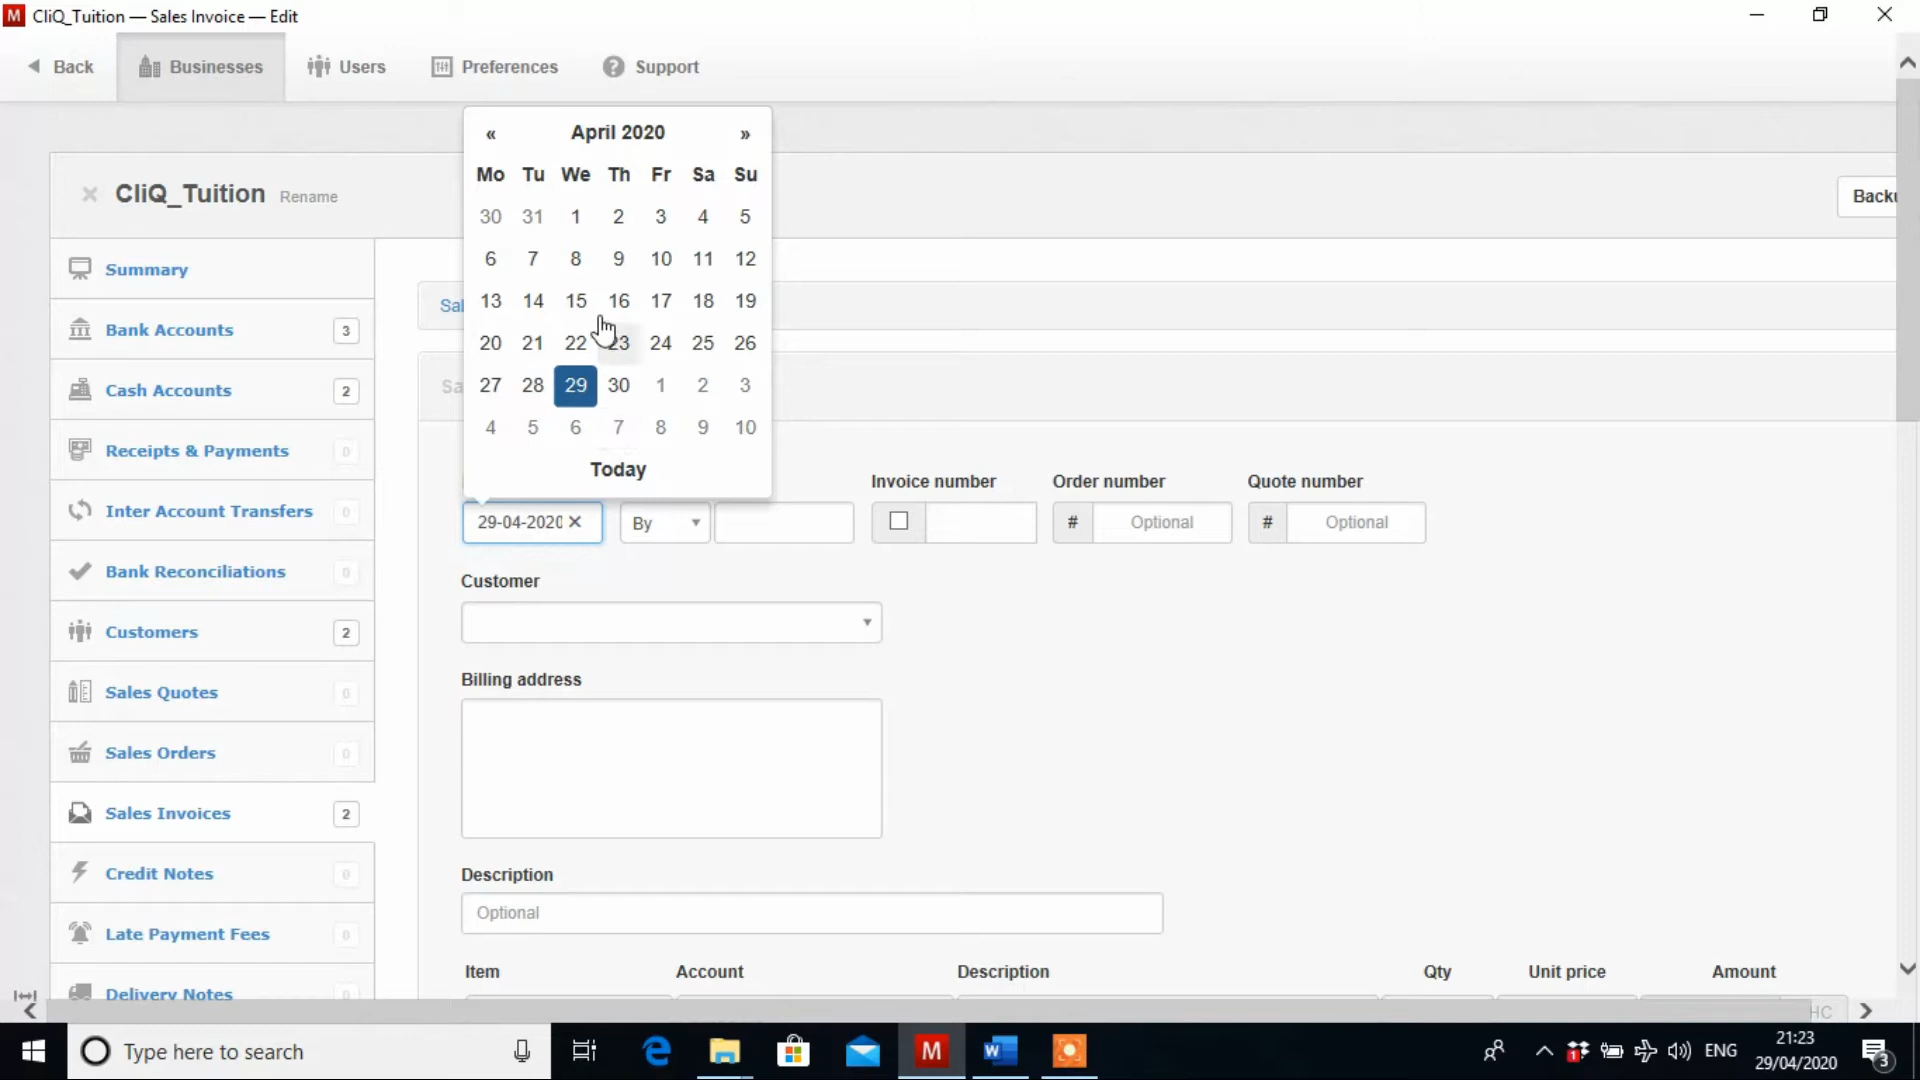 M CliQ_Tuition — Sales Invoice — Edit
Back
Businesses
Users
Preferences
Support
« April 2020 »
Mo Tu We Th Fr Sa Su
30 31 1 2 3 4 5
6 7 8 9 10 11 12
13 14 15 16 17 18 19
20 21 22 23 24 25 26
27 28 29 30 1 2 3
4 5 6 7 8 9 10
Today
CliQ_Tuition Rename
Summary
Bank Accounts 3
Cash Accounts 2
Receipts & Payments 0
Inter Account Transfers 0
Bank Reconciliations 0
Customers 2
Sales Quotes 0
Sales Orders 0
Sales Invoices 2
Credit Notes 0
Late Payment Fees 0
Delivery Notes 0
Invoice number Order number Quote number
29-04-2020 × By # Optional # Optional
Customer
Billing address
Description
Optional
Item Account Description Qty Unit price Amount
Type here to search
M
ENG
21:23
29/04/2020
3